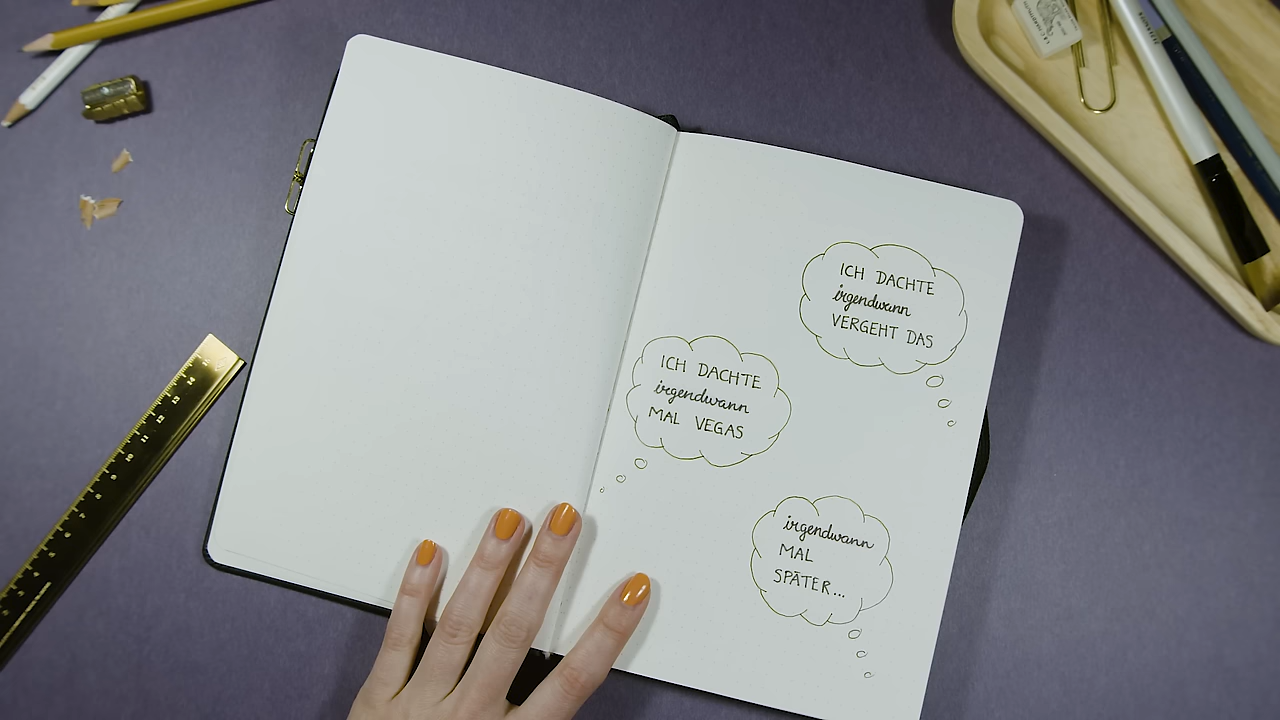 ICH DACHTE
irgendwann
VERGEHT DAS
ICH DACHTE
irgendwann
MAL VEGAS
irgendwann
MAL
SPÄTER...